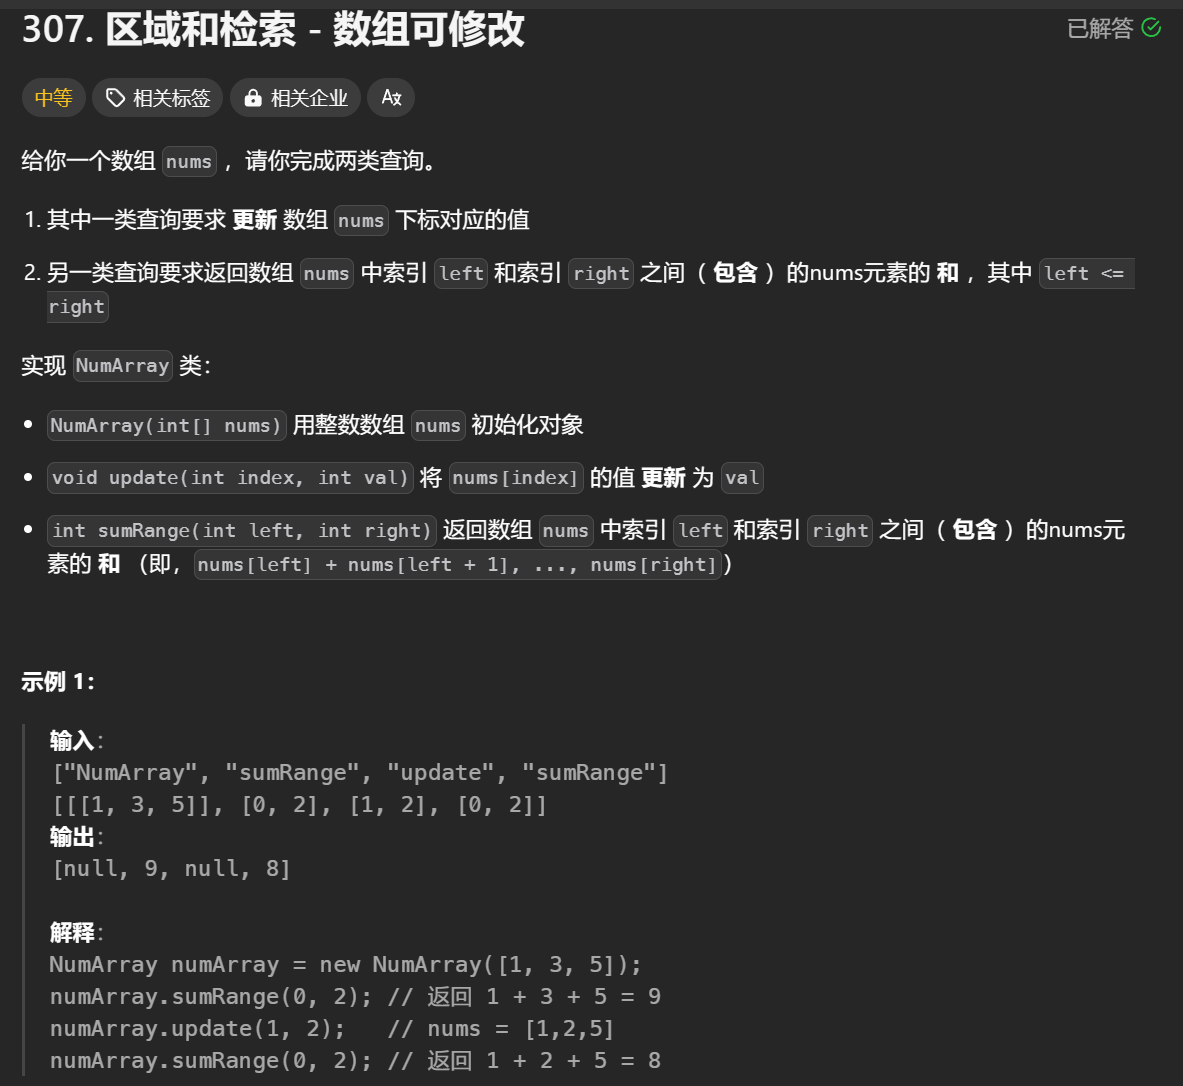 307. 区域和检索 - 数组可修改
已解答
中等 相关标签 相关企业 Aあ
给你一个数组 nums ，请你完成两类查询。
1. 其中一类查询要求 更新 数组 nums 下标对应的值
2. 另一类查询要求返回数组 nums 中索引 left 和索引 right 之间（ 包含 ）的nums元素的 和 ，其中 left <=
right
实现 NumArray 类：
• NumArray(int[] nums) 用整数数组 nums 初始化对象
• void update(int index, int val) 将 nums[index] 的值 更新 为 val
• int sumRange(int left, int right) 返回数组 nums 中索引 left 和索引 right 之间（ 包含 ）的nums元
素的 和 （即，nums[left] + nums[left + 1], ..., nums[right]）
示例 1：
输入：
["NumArray", "sumRange", "update", "sumRange"]
[[[1, 3, 5]], [0, 2], [1, 2], [0, 2]]
输出：
[null, 9, null, 8]
解释：
NumArray numArray = new NumArray([1, 3, 5]);
numArray.sumRange(0, 2); // 返回 1 + 3 + 5 = 9
numArray.update(1, 2);   // nums = [1,2,5]
numArray.sumRange(0, 2); // 返回 1 + 2 + 5 = 8